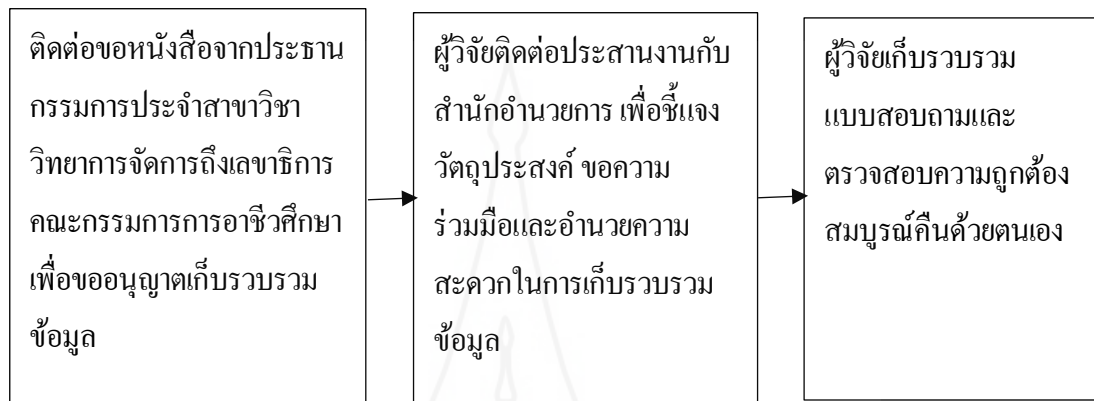 ติดต่อขอหนังสือจากประธาน
กรรมการประจำสาขาวิชา
วิทยาการจัดการถึงเลขาธิการ
คณะกรรมการการอาชีวศึกษา
เพื่อขออนุญาตเก็บรวบรวม
ข้อมูล
ผู้วิจัยติดต่อประสานงานกับ
สำนักอำนวยการ เพื่อชี้แจง
วัตถุประสงค์ ขอความ
ร่วมมือและอำนวยความ
สะดวกในการเก็บรวบรวม
ข้อมูล
ผู้วิจัยเก็บรวบรวม
แบบสอบถามและ
ตรวจสอบความถูกต้อง
สมบูรณ์คืนด้วยตนเอง